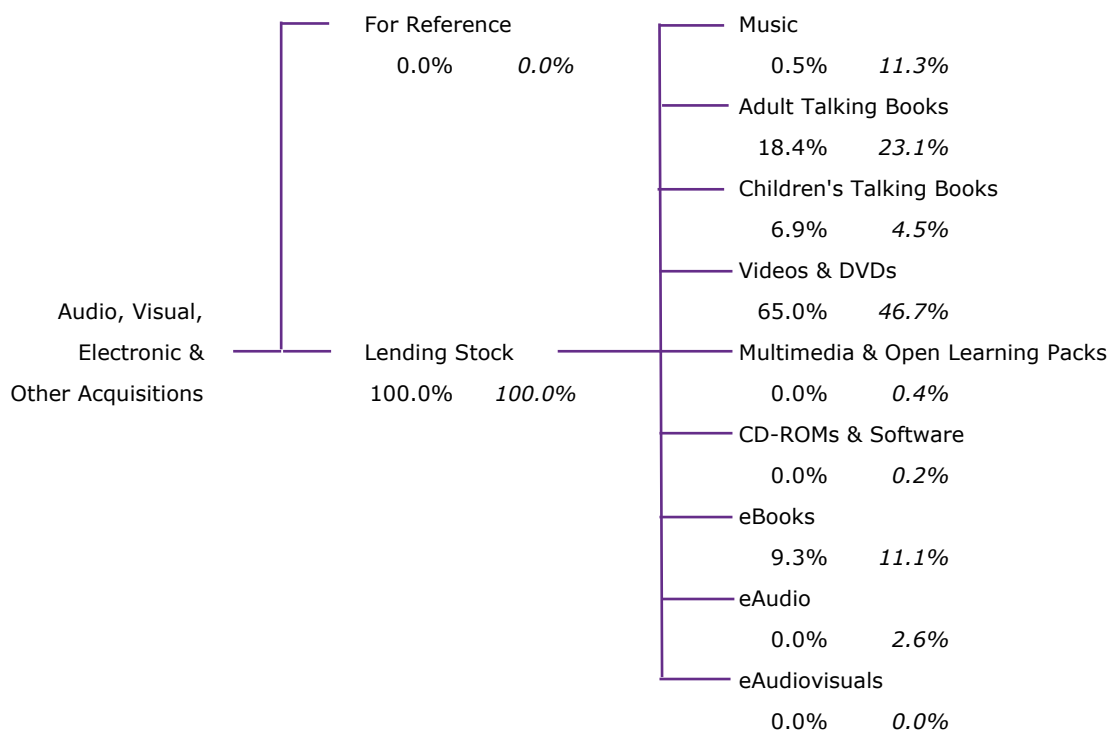 For Reference
0.0% 0.0%
Music
0.5% 11.3%
Adult Talking Books
18.4% 23.1%
Children's Talking Books
6.9% 4.5%
Videos & DVDs
65.0% 46.7%
Audio, Visual,
Electronic &
Other Acquisitions
Lending Stock
100.0% 100.0%
Multimedia & Open Learning Packs
0.0% 0.4%
CD-ROMs & Software
0.0% 0.2%
eBooks
9.3% 11.1%
eAudio
0.0% 2.6%
eAudiovisuals
0.0% 0.0%